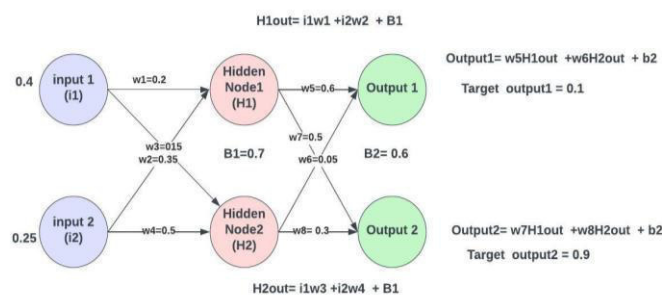 H1out= i1w1 +i2w2 + B1
Output1= w5H1out +w6H2out + b2
Target output1 = 0.1
0.4
input 1
(i1)
w1=0.2
Hidden
Node1
(H1)
w5=0.6
Output 1
w3=015
w2=0.35
B1=0.7
w7=0.5
w6=0.05
B2= 0.6
0.25
input 2
(i2)
w4=0.5
Hidden
Node2
(H2)
w8= 0.3
Output 2
Output2= w7H1out +w8H2out + b2
Target output2 = 0.9
H2out= i1w3 +i2w4 + B1